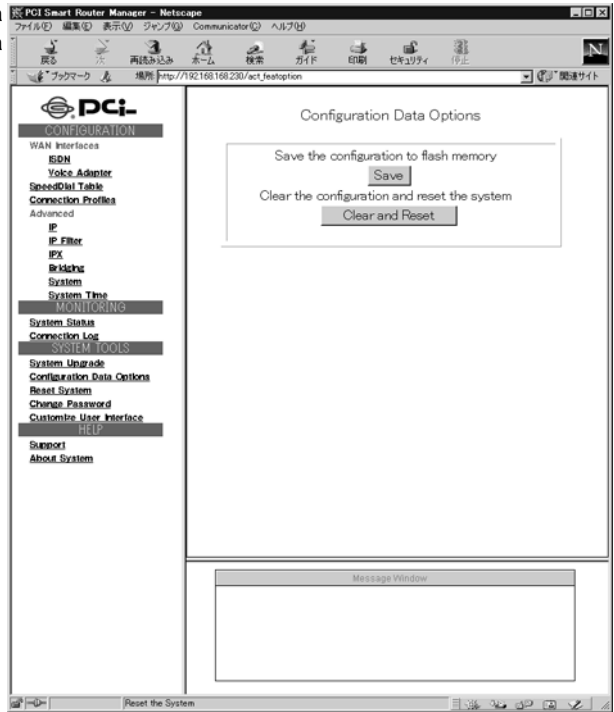 PCI Smart Router Manager - Netscape
ファイル(F) 編集(E) 表示(V) ジャンプ(G) Communicator(C) ヘルプ(H)
戻る 次 再読み込み ホーム 検索 ガイド 印刷 セキュリティ 停止
N
ブックマーク 場所: http://192.168.168.230/act_featoption 関連サイト
PCi
CONFIGURATION
WAN Interfaces
ISDN
Voice Adapter
SpeedDial Table
Connection Profiles
Advanced
IP
IP Filter
IPX
Bridging
System
System Time
MONITORING
System Status
Connection Log
SYSTEM TOOLS
System Upgrade
Configuration Data Options
Reset System
Change Password
Customize User Interface
HELP
Support
About System
Configuration Data Options
Save the configuration to flash memory
Save
Clear the configuration and reset the system
Clear and Reset
Message Window
Reset the System